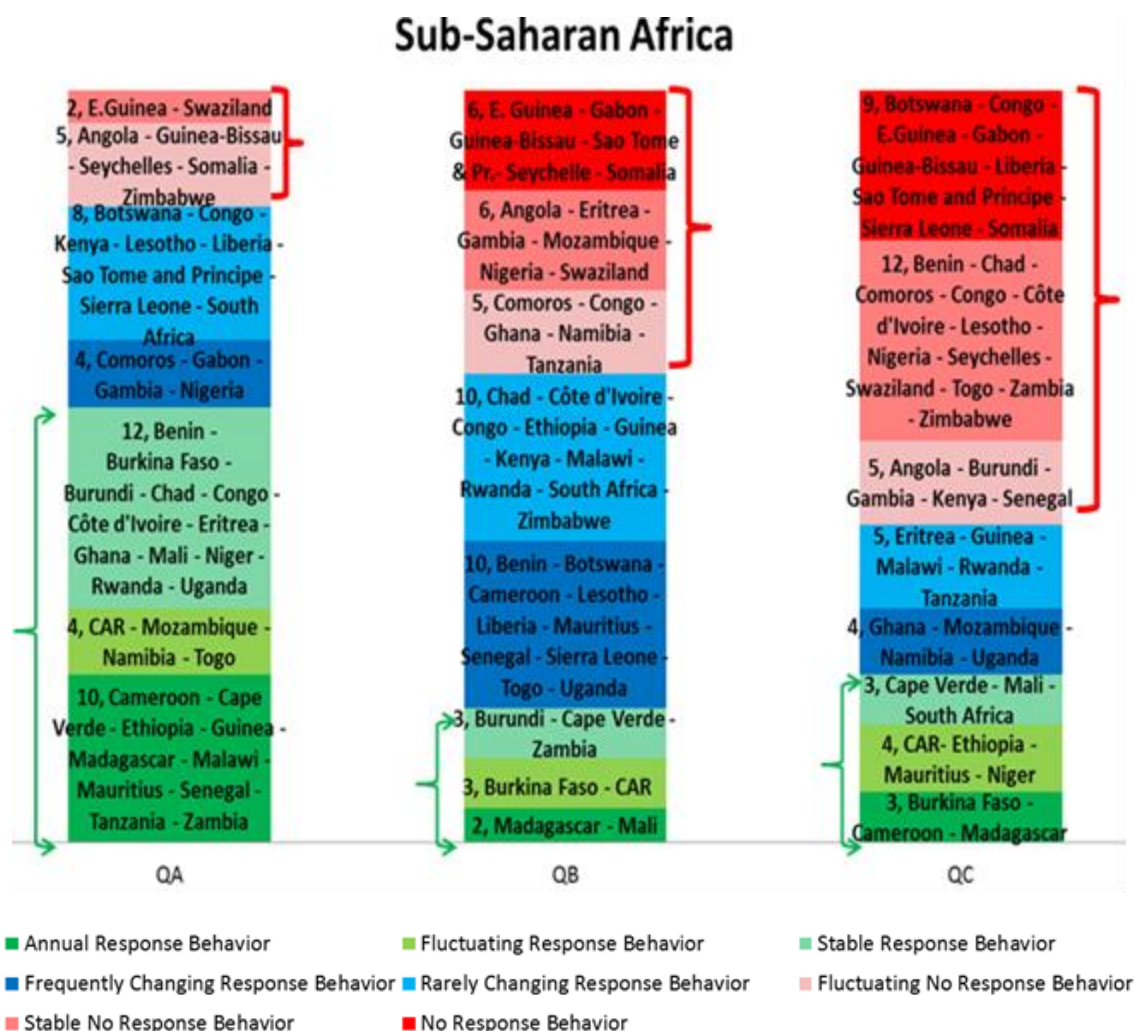 Sub-Saharan Africa
2, E.Guinea - Swaziland
5, Angola - Guinea-Bissau
- Seychelles - Somalia -
Zimbabwe
8, Botswana - Congo -
Kenya - Lesotho - Liberia -
Sao Tome and Principe -
Sierra Leone - South
Africa
4, Comoros - Gabon -
Gambia - Nigeria
12, Benin -
Burkina Faso -
Burundi - Chad - Congo -
Côte d'Ivoire - Eritrea -
Ghana - Mali - Niger -
Rwanda - Uganda
4, CAR - Mozambique -
Namibia - Togo
10, Cameroon - Cape
Verde - Ethiopia - Guinea -
Madagascar - Malawi -
Mauritius - Senegal -
Tanzania - Zambia
QA
6, E. Guinea - Gabon -
Guinea-Bissau - Sao Tome
& Pr.- Seychelle - Somalia
6, Angola - Eritrea -
Gambia - Mozambique -
Nigeria - Swaziland
5, Comoros - Congo -
Ghana - Namibia -
Tanzania
10, Chad - Côte d'Ivoire -
Congo - Ethiopia - Guinea
- Kenya - Malawi -
Rwanda - South Africa -
Zimbabwe
10, Benin - Botswana -
Cameroon - Lesotho -
Liberia - Mauritius -
Senegal - Sierra Leone -
Togo - Uganda
3, Burundi - Cape Verde -
Zambia
3, Burkina Faso - CAR
2, Madagascar - Mali
QB
9, Botswana - Congo -
E.Guinea - Gabon -
Guinea-Bissau - Liberia -
Sao Tome and Principe -
Sierra Leone - Somalia
12, Benin - Chad -
Comoros - Congo - Côte
d'Ivoire - Lesotho -
Nigeria - Seychelles -
Swaziland - Togo - Zambia
- Zimbabwe
5, Angola - Burundi -
Gambia - Kenya - Senegal
5, Eritrea - Guinea -
Malawi - Rwanda -
Tanzania
4, Ghana - Mozambique -
Namibia - Uganda
3, Cape Verde - Mali -
South Africa
4, CAR- Ethiopia -
Mauritius - Niger
3, Burkina Faso -
Cameroon - Madagascar
QC
Annual Response Behavior
Fluctuating Response Behavior
Stable Response Behavior
Frequently Changing Response Behavior
Rarely Changing Response Behavior
Fluctuating No Response Behavior
Stable No Response Behavior
No Response Behavior